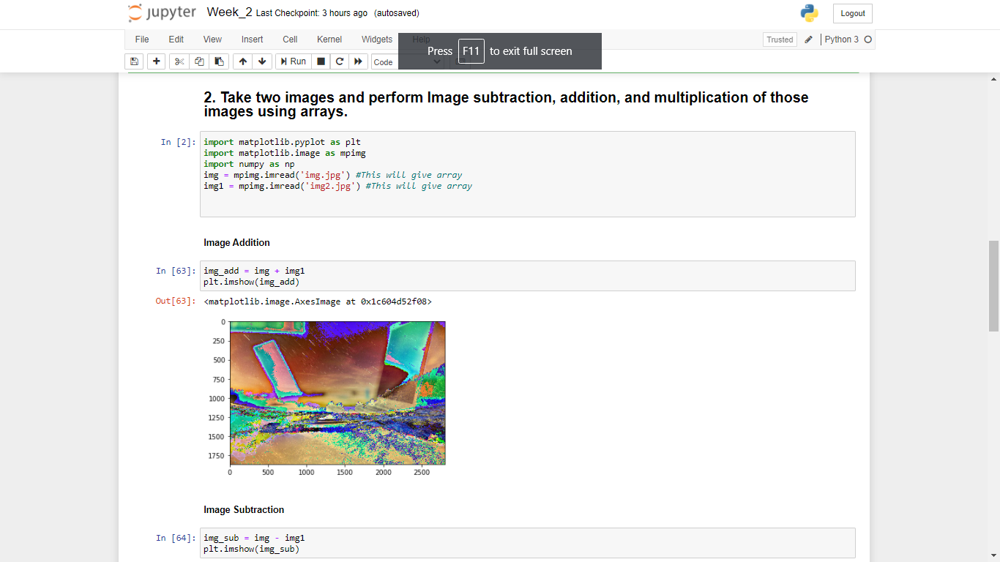 jupyter Week_2 Last Checkpoint: 3 hours ago (autosaved)
Logout
File Edit View Insert Cell Kernel Widgets Help
Trusted
Python 3
Press F11 to exit full screen
Run
Code
2. Take two images and perform Image subtraction, addition, and multiplication of those
images using arrays.
In [2]: import matplotlib.pyplot as plt
import matplotlib.image as mpimg
import numpy as np
img = mpimg.imread('img.jpg') #This will give array
img1 = mpimg.imread('img2.jpg') #This will give array
Image Addition
In [63]: img_add = img + img1
plt.imshow(img_add)
Out[63]: <matplotlib.image.AxesImage at 0x1c604d52f08>
0
250
500
750
1000
1250
1500
1750
0 500 1000 1500 2000 2500
Image Subtraction
In [64]: img_sub = img - img1
plt.imshow(img_sub)